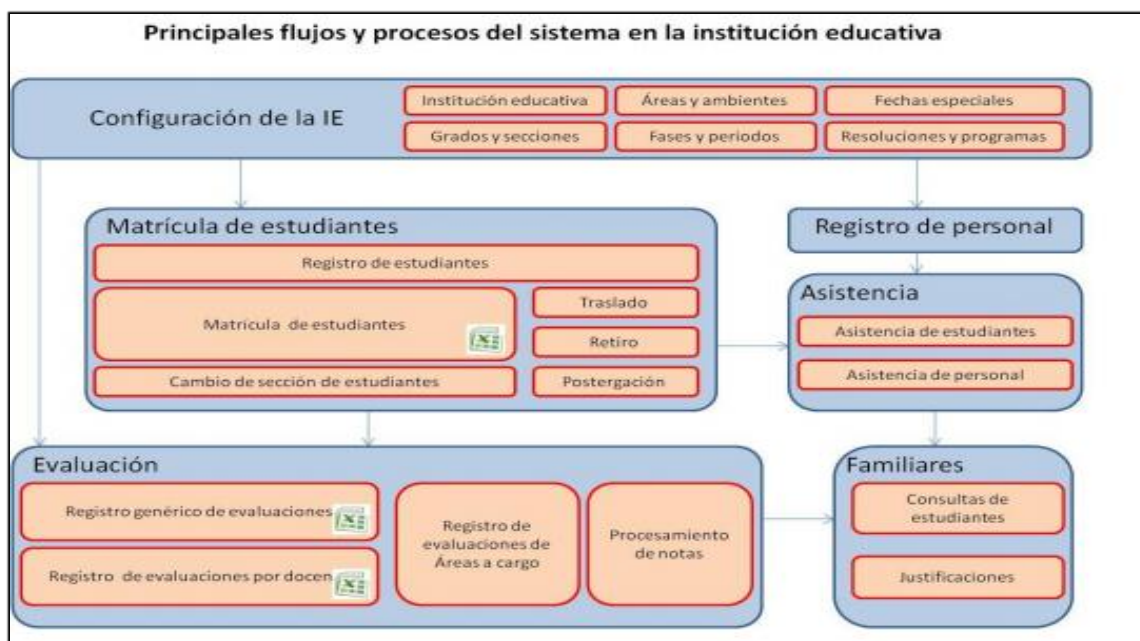 Principales flujos y procesos del sistema en la institución educativa
Configuración de la IE
Institución educativa
Áreas y ambientes
Fechas especiales
Grados y secciones
Fases y periodos
Resoluciones y programas
Matrícula de estudiantes
Registro de estudiantes
Matrícula de estudiantes
Traslado
Retiro
Cambio de sección de estudiantes
Postergación
Registro de personal
Asistencia
Asistencia de estudiantes
Asistencia de personal
Evaluación
Registro genérico de evaluaciones
Registro de evaluaciones por docen
Registro de
evaluaciones de
Áreas a cargo
Procesamiento
de notas
Familiares
Consultas de
estudiantes
Justificaciones